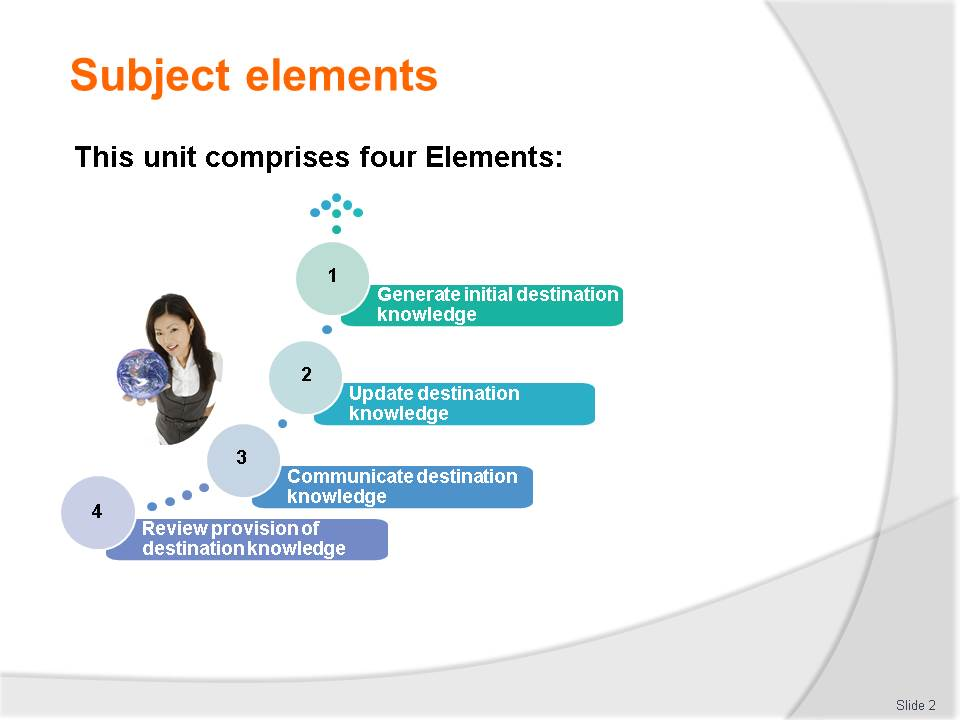 Subject elements
This unit comprises four Elements:
1
Generate initial destination
knowledge
2
Update destination
knowledge
3
Communicate destination
knowledge
4
Review provision of
destination knowledge
Slide 2